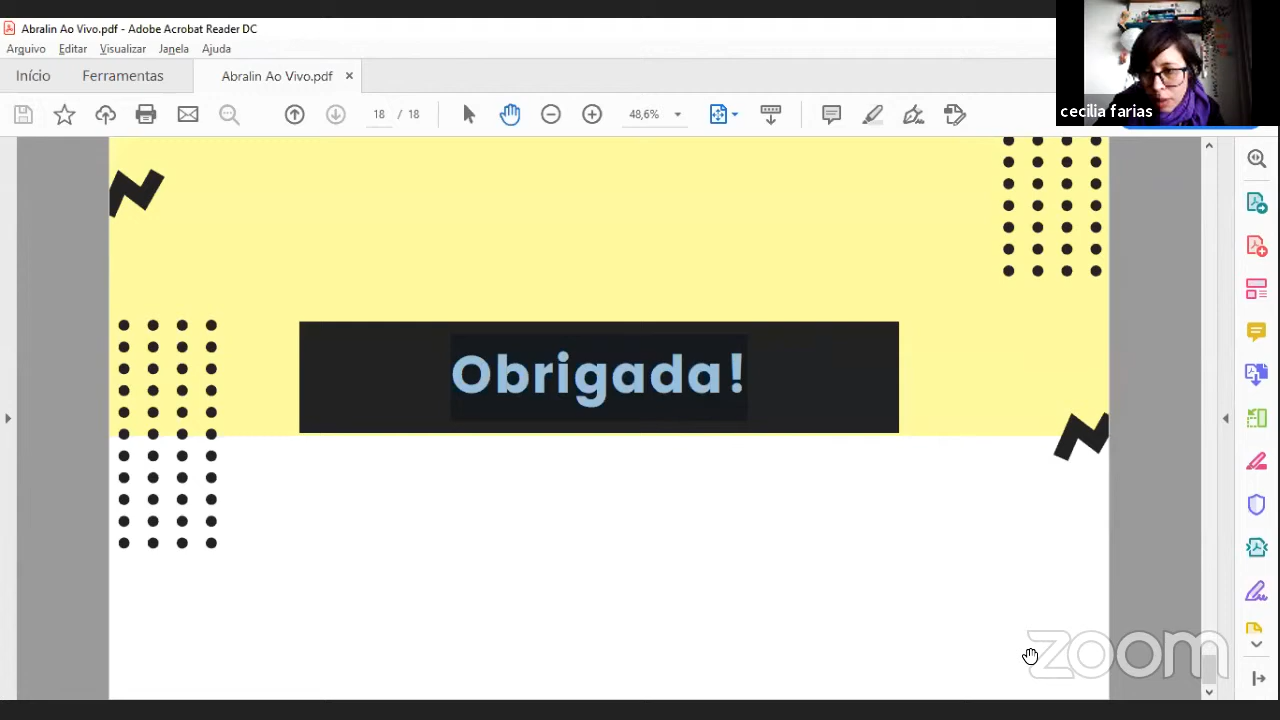 Abralin Ao Vivo.pdf - Adobe Acrobat Reader DC
Arquivo Editar Visualizar Janela Ajuda
Início Ferramentas Abralin Ao Vivo.pdf ×
18 / 18 48,6%
cecilia farias
Obrigada!
zoom